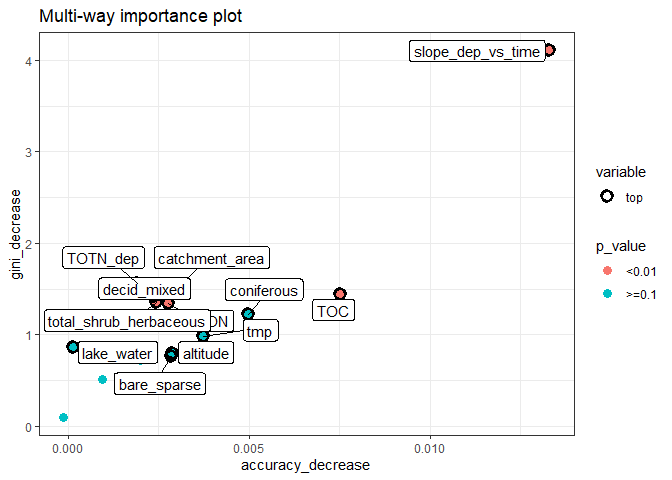 Multi-way importance plot
slope_dep_vs_time
4
3
variable
top
TOTN_dep
catchment_area
2
p_value
<0.01
>=0.1
gini_decrease
decid_mixed
coniferous
TOC
total_shrub_herbaceous
ON
tmp
1
lake_water
altitude
bare_sparse
0
0.000
0.005
0.010
accuracy_decrease